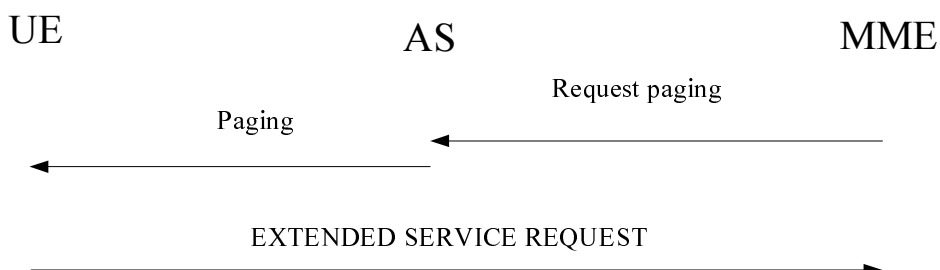 UE
AS
MME
Request paging
Paging
EXTENDED SERVICE REQUEST